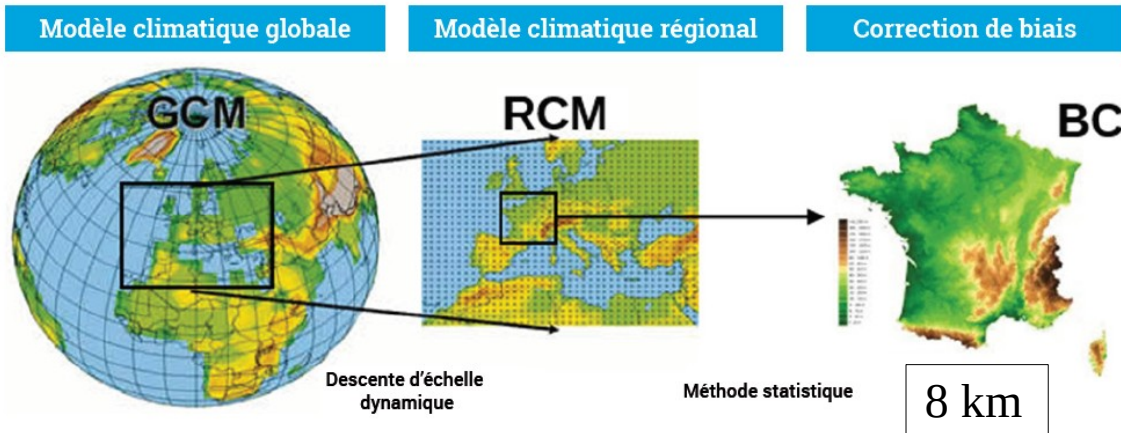 Modèle climatique globale
Modèle climatique régional
Correction de biais
GCM
RCM
BC
Descente d'échelle
dynamique
Méthode statistique
8 km